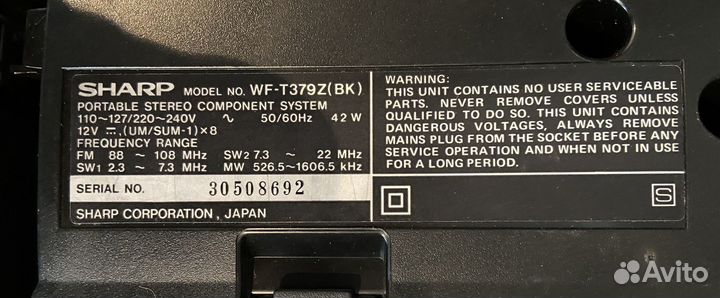 SHARP MODEL NO. WF-T379Z(BK)
PORTABLE STEREO COMPONENT SYSTEM
110~127/220~240V ∿ 50/60Hz 42W
12V ⎓, (UM/SUM-1)×8
FREQUENCY RANGE
FM 88 ~ 108 MHz SW2 7.3 ~ 22 MHz
SW1 2.3 ~ 7.3 MHz MW 526.5~1606.5 kHz
SERIAL NO. 30508692
SHARP CORPORATION, JAPAN
WARNING:
THIS UNIT CONTAINS NO USER SERVICEABLE
PARTS. NEVER REMOVE COVERS UNLESS
QUALIFIED TO DO SO. THIS UNIT CONTAINS
DANGEROUS VOLTAGES, ALWAYS REMOVE
MAINS PLUG FROM THE SOCKET BEFORE ANY
SERVICE OPERATION AND WHEN NOT IN USE
FOR A LONG PERIOD.
S
Avito